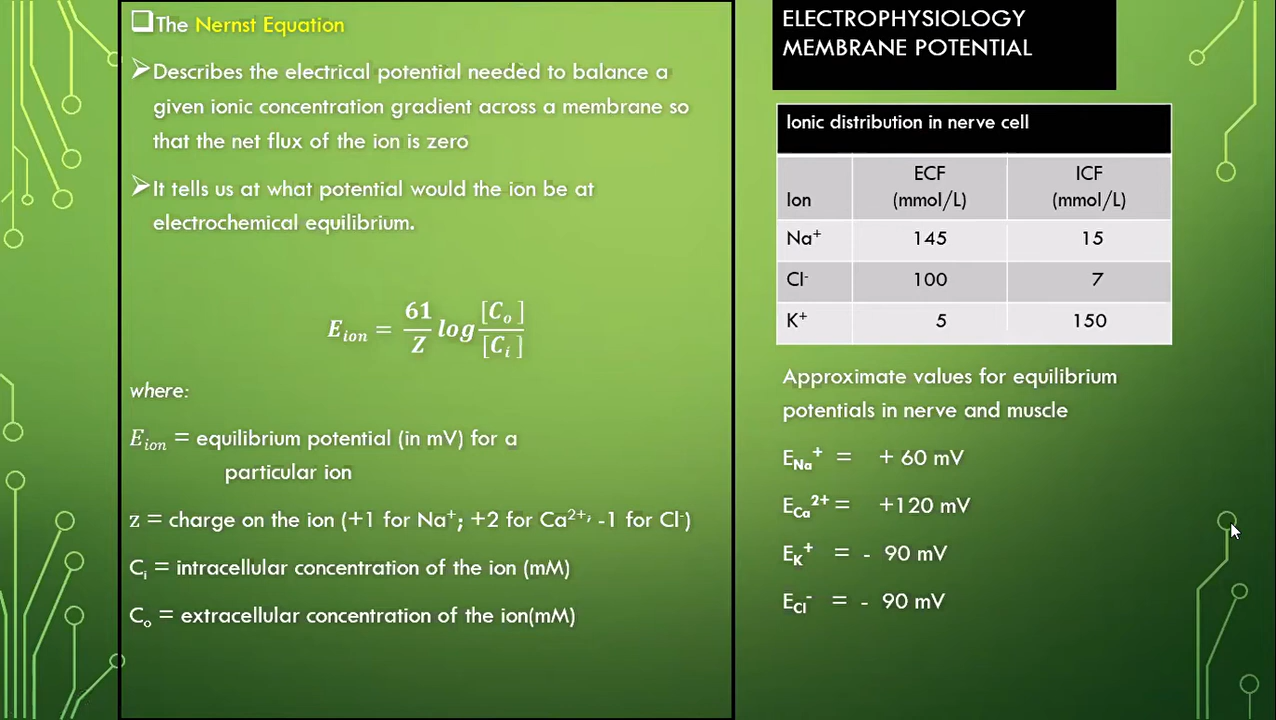 ❑The Nernst Equation
➢Describes the electrical potential needed to balance a
given ionic concentration gradient across a membrane so
that the net flux of the ion is zero
➢It tells us at what potential would the ion be at
electrochemical equilibrium.
E_ion = 61/Z log [C_o]/[C_i]
where:
E_ion = equilibrium potential (in mV) for a
particular ion
z = charge on the ion (+1 for Na⁺; +2 for Ca²⁺; -1 for Cl⁻)
C_i = intracellular concentration of the ion (mM)
C_o = extracellular concentration of the ion(mM)
ELECTROPHYSIOLOGY
MEMBRANE POTENTIAL
Ionic distribution in nerve cell
Ion ECF (mmol/L) ICF (mmol/L)
Na⁺ 145 15
Cl⁻ 100 7
K⁺ 5 150
Approximate values for equilibrium
potentials in nerve and muscle
E_Na⁺ = + 60 mV
E_Ca²⁺ = +120 mV
E_K⁺ = - 90 mV
E_Cl⁻ = - 90 mV